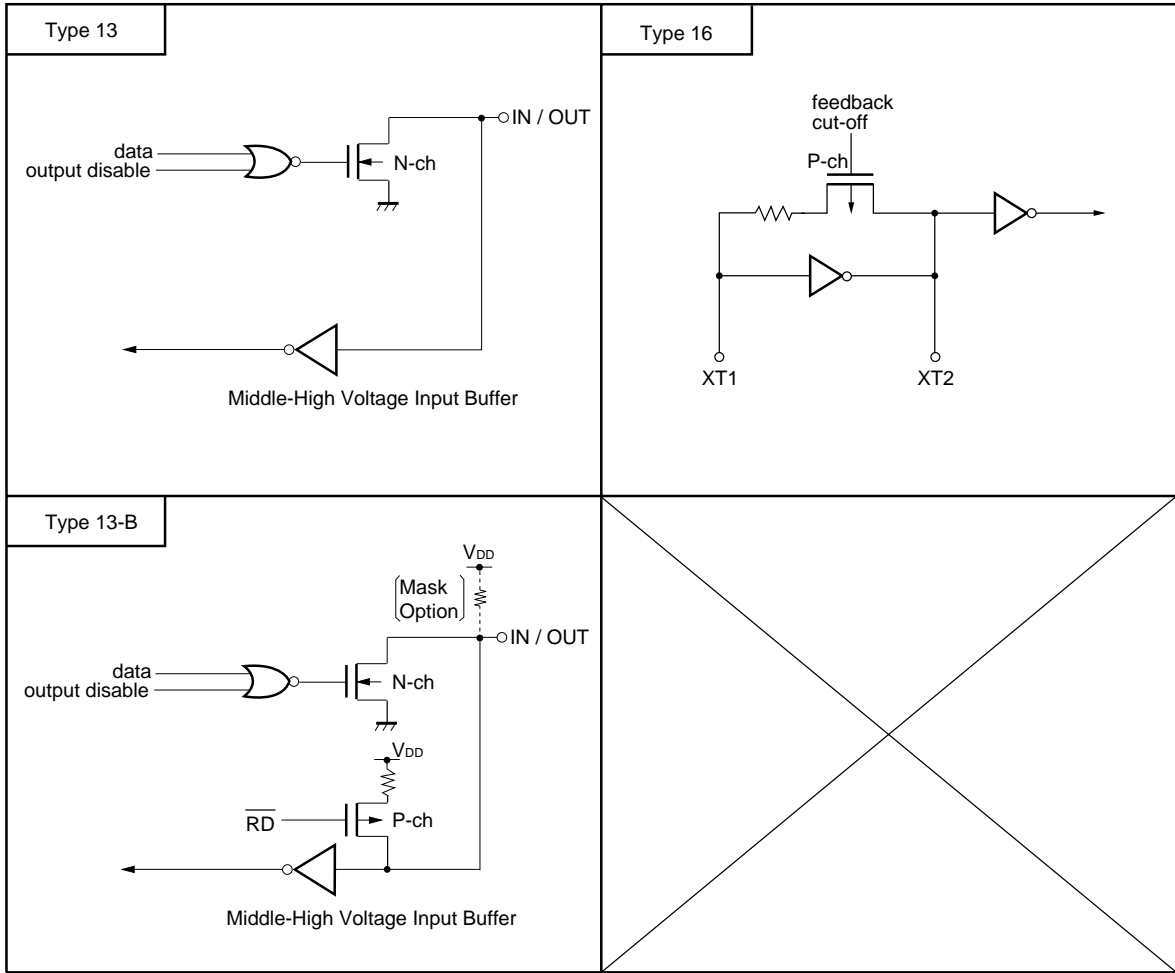 Type 13
IN / OUT
data
output disable
N-ch
Middle-High Voltage Input Buffer
Type 16
feedback
cut-off
P-ch
XT1
XT2
Type 13-B
VDD
Mask
Option
IN / OUT
data
output disable
N-ch
VDD
RD
P-ch
Middle-High Voltage Input Buffer